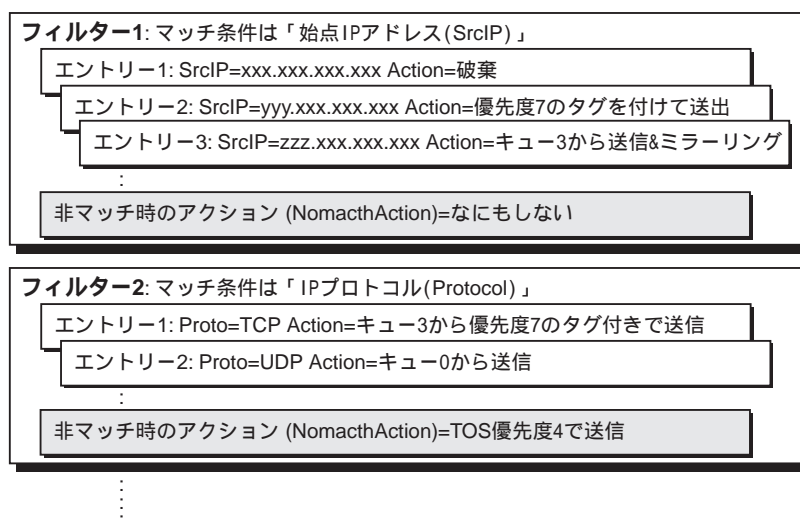 フィルター1: マッチ条件は「始点IPアドレス(SrcIP)」
エントリー1: SrcIP=xxx.xxx.xxx.xxx Action=破棄
エントリー2: SrcIP=yyy.xxx.xxx.xxx Action=優先度7のタグを付けて送出
エントリー3: SrcIP=zzz.xxx.xxx.xxx Action=キュー3から送信&ミラーリング
:
非マッチ時のアクション (NomacthAction)=なにもしない
フィルター2: マッチ条件は「IPプロトコル(Protocol)」
エントリー1: Proto=TCP Action=キュー3から優先度7のタグ付きで送信
エントリー2: Proto=UDP Action=キュー0から送信
:
非マッチ時のアクション (NomacthAction)=TOS優先度4で送信
:
: